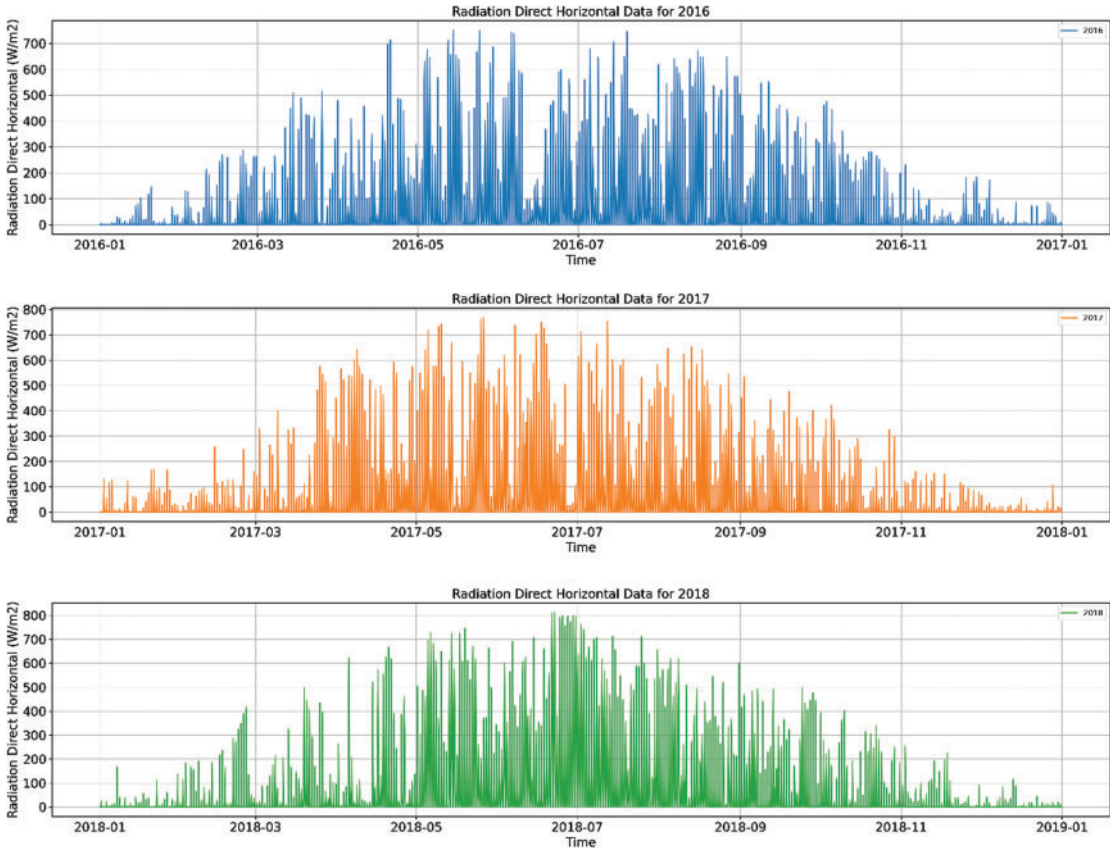 Radiation Direct Horizontal Data for 2016
Radiation Direct Horizontal (W/m2)
2016
700
600
500
400
300
200
100
0
2016-01 2016-03 2016-05 2016-07 2016-09 2016-11 2017-01
Time
Radiation Direct Horizontal Data for 2017
Radiation Direct Horizontal (W/m2)
2017
800
700
600
500
400
300
200
100
0
2017-01 2017-03 2017-05 2017-07 2017-09 2017-11 2018-01
Time
Radiation Direct Horizontal Data for 2018
Radiation Direct Horizontal (W/m2)
2018
800
700
600
500
400
300
200
100
0
2018-01 2018-03 2018-05 2018-07 2018-09 2018-11 2019-01
Time